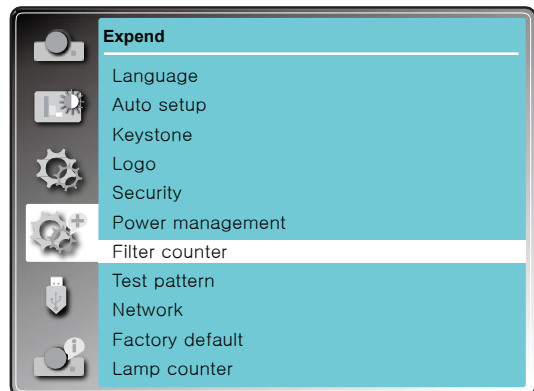 Expend
Language
Auto setup
Keystone
Logo
Security
Power management
Filter counter
Test pattern
Network
Factory default
Lamp counter